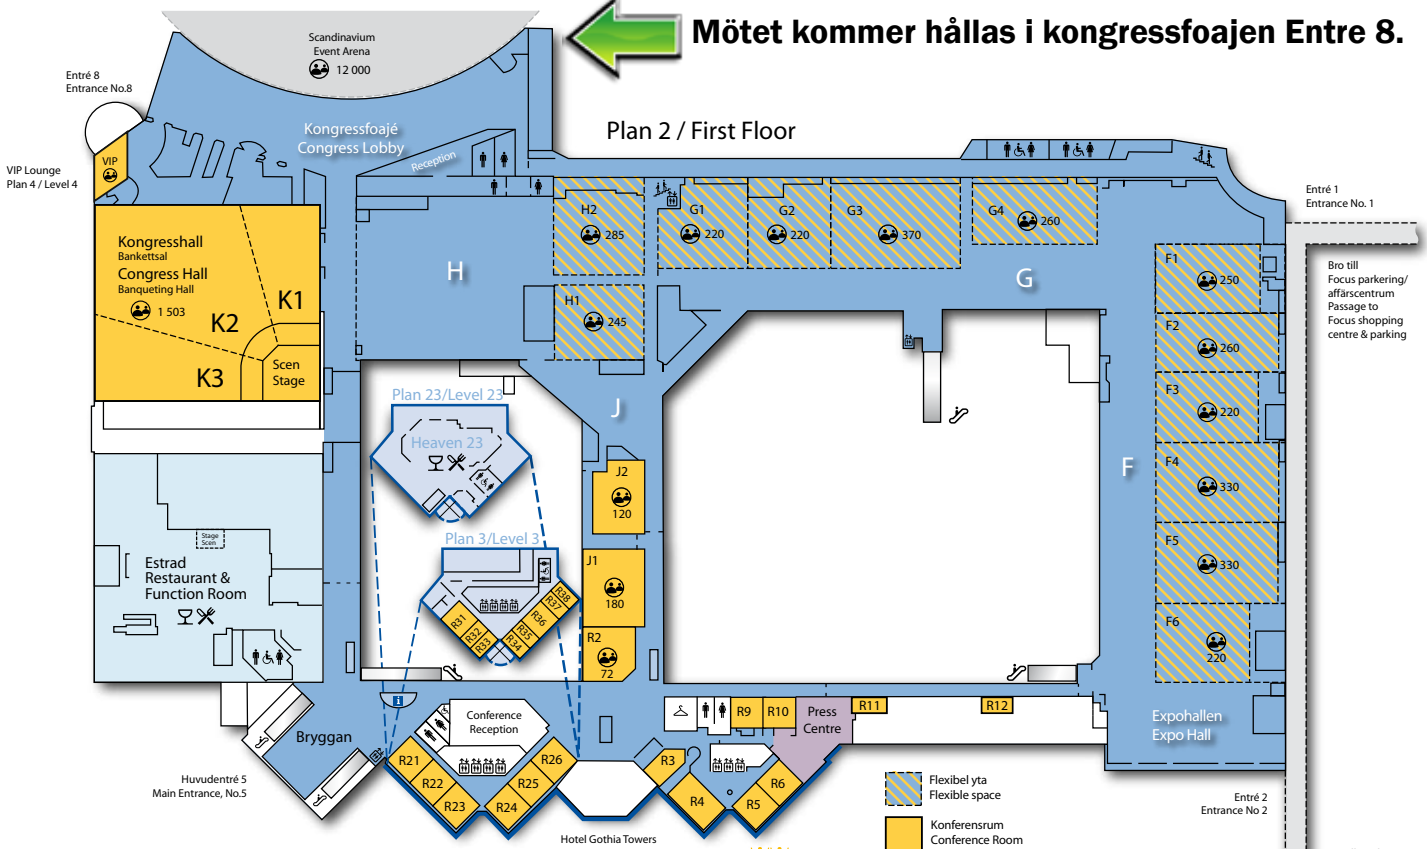 Mötet kommer hållas i kongressfoajen Entre 8.
Scandinavium
Event Arena
12 000
Entré 8
Entrance No.8
Kongressfoajé
Congress Lobby
Reception
Plan 2 / First Floor
VIP
VIP Lounge
Plan 4 / Level 4
Entré 1
Entrance No. 1
Kongresshall
Bankettsal
Congress Hall
Banqueting Hall
1 503
K1
K2
K3
Scen
Stage
H
H2
285
H1
245
G1
220
G2
220
G3
370
G4
260
G
F1
250
F2
260
F3
220
F4
330
F5
330
F6
220
F
Bro till
Focus parkering/
affärscentrum
Passage to
Focus shopping
centre & parking
J
J2
120
J1
180
R2
72
Plan 23/Level 23
Heaven 23
Plan 3/Level 3
R31
R32
R33
R34
R35
R36
R37
R38
Stage
Scen
Estrad
Restaurant &
Function Room
i
Bryggan
Conference
Reception
R21
R22
R23
R24
R25
R26
R3
R4
R5
R6
R9
R10
Press
Centre
R11
R12
Expohallen
Expo Hall
Huvudentré 5
Main Entrance, No.5
Hotel Gothia Towers
Flexibel yta
Flexible space
Konferensrum
Conference Room
Entré 2
Entrance No 2